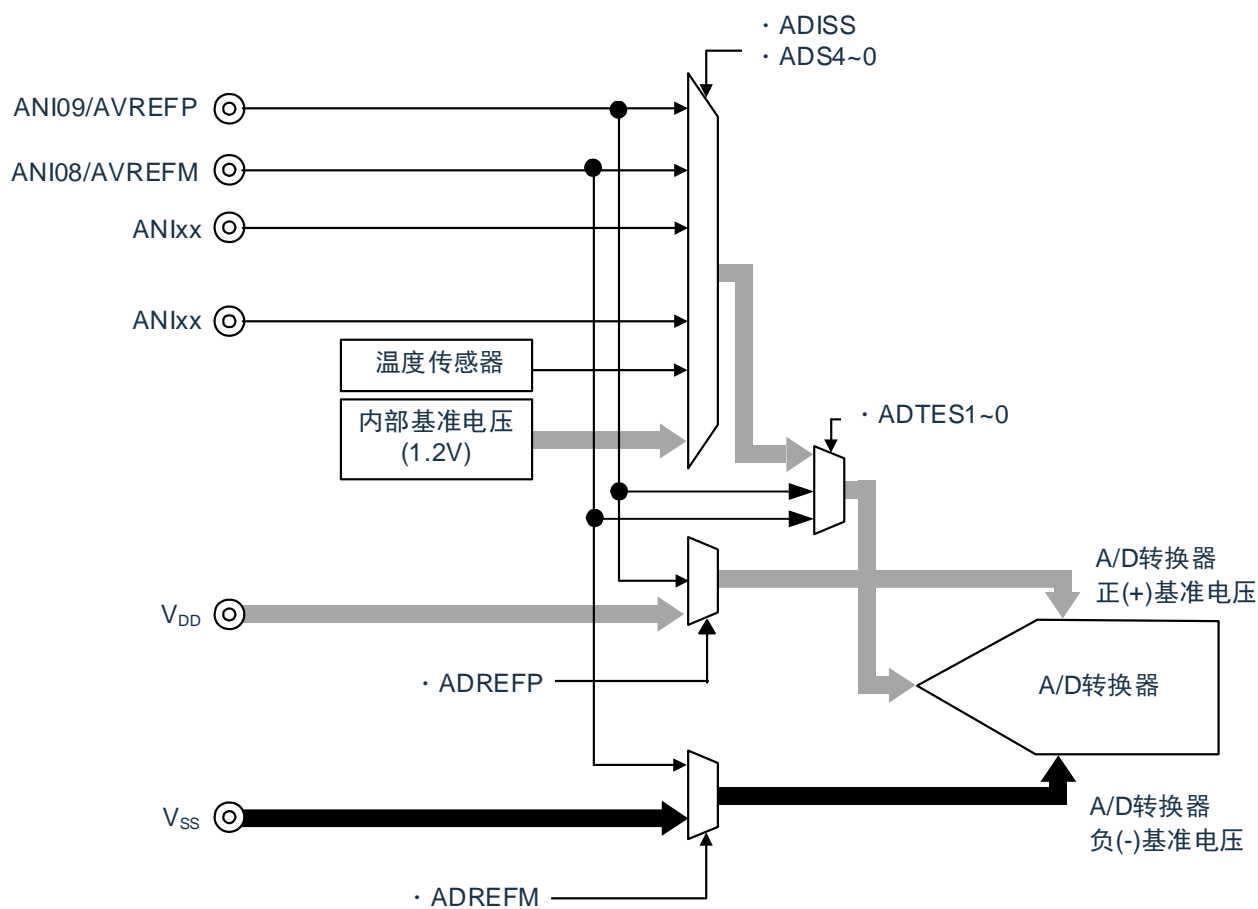 · ADISS
· ADS4~0
ANI09/AVREFP
ANI08/AVREFM
ANIxx
ANIxx
温度传感器
内部基准电压
(1.2V)
· ADTES1~0
A/D转换器
正(+)基准电压
VDD
· ADREFP
A/D转换器
A/D转换器
负(-)基准电压
VSS
· ADREFM